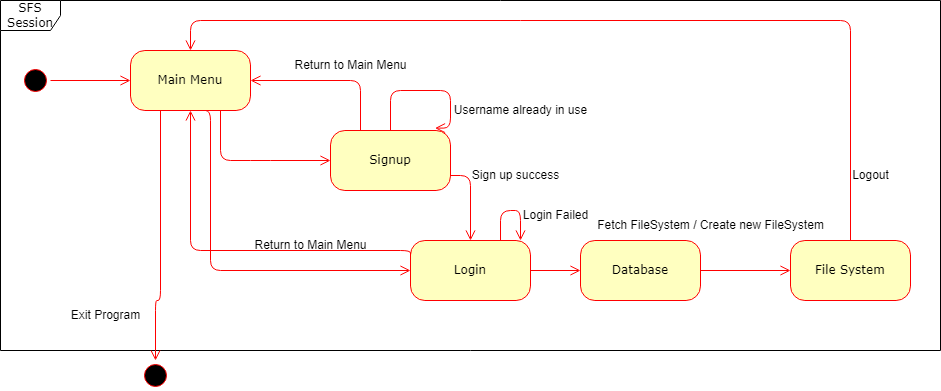 SFS
Session
Main Menu
Return to Main Menu
Username already in use
Signup
Sign up success
Logout
Login Failed
Fetch FileSystem / Create new FileSystem
Return to Main Menu
Login
Database
File System
Exit Program